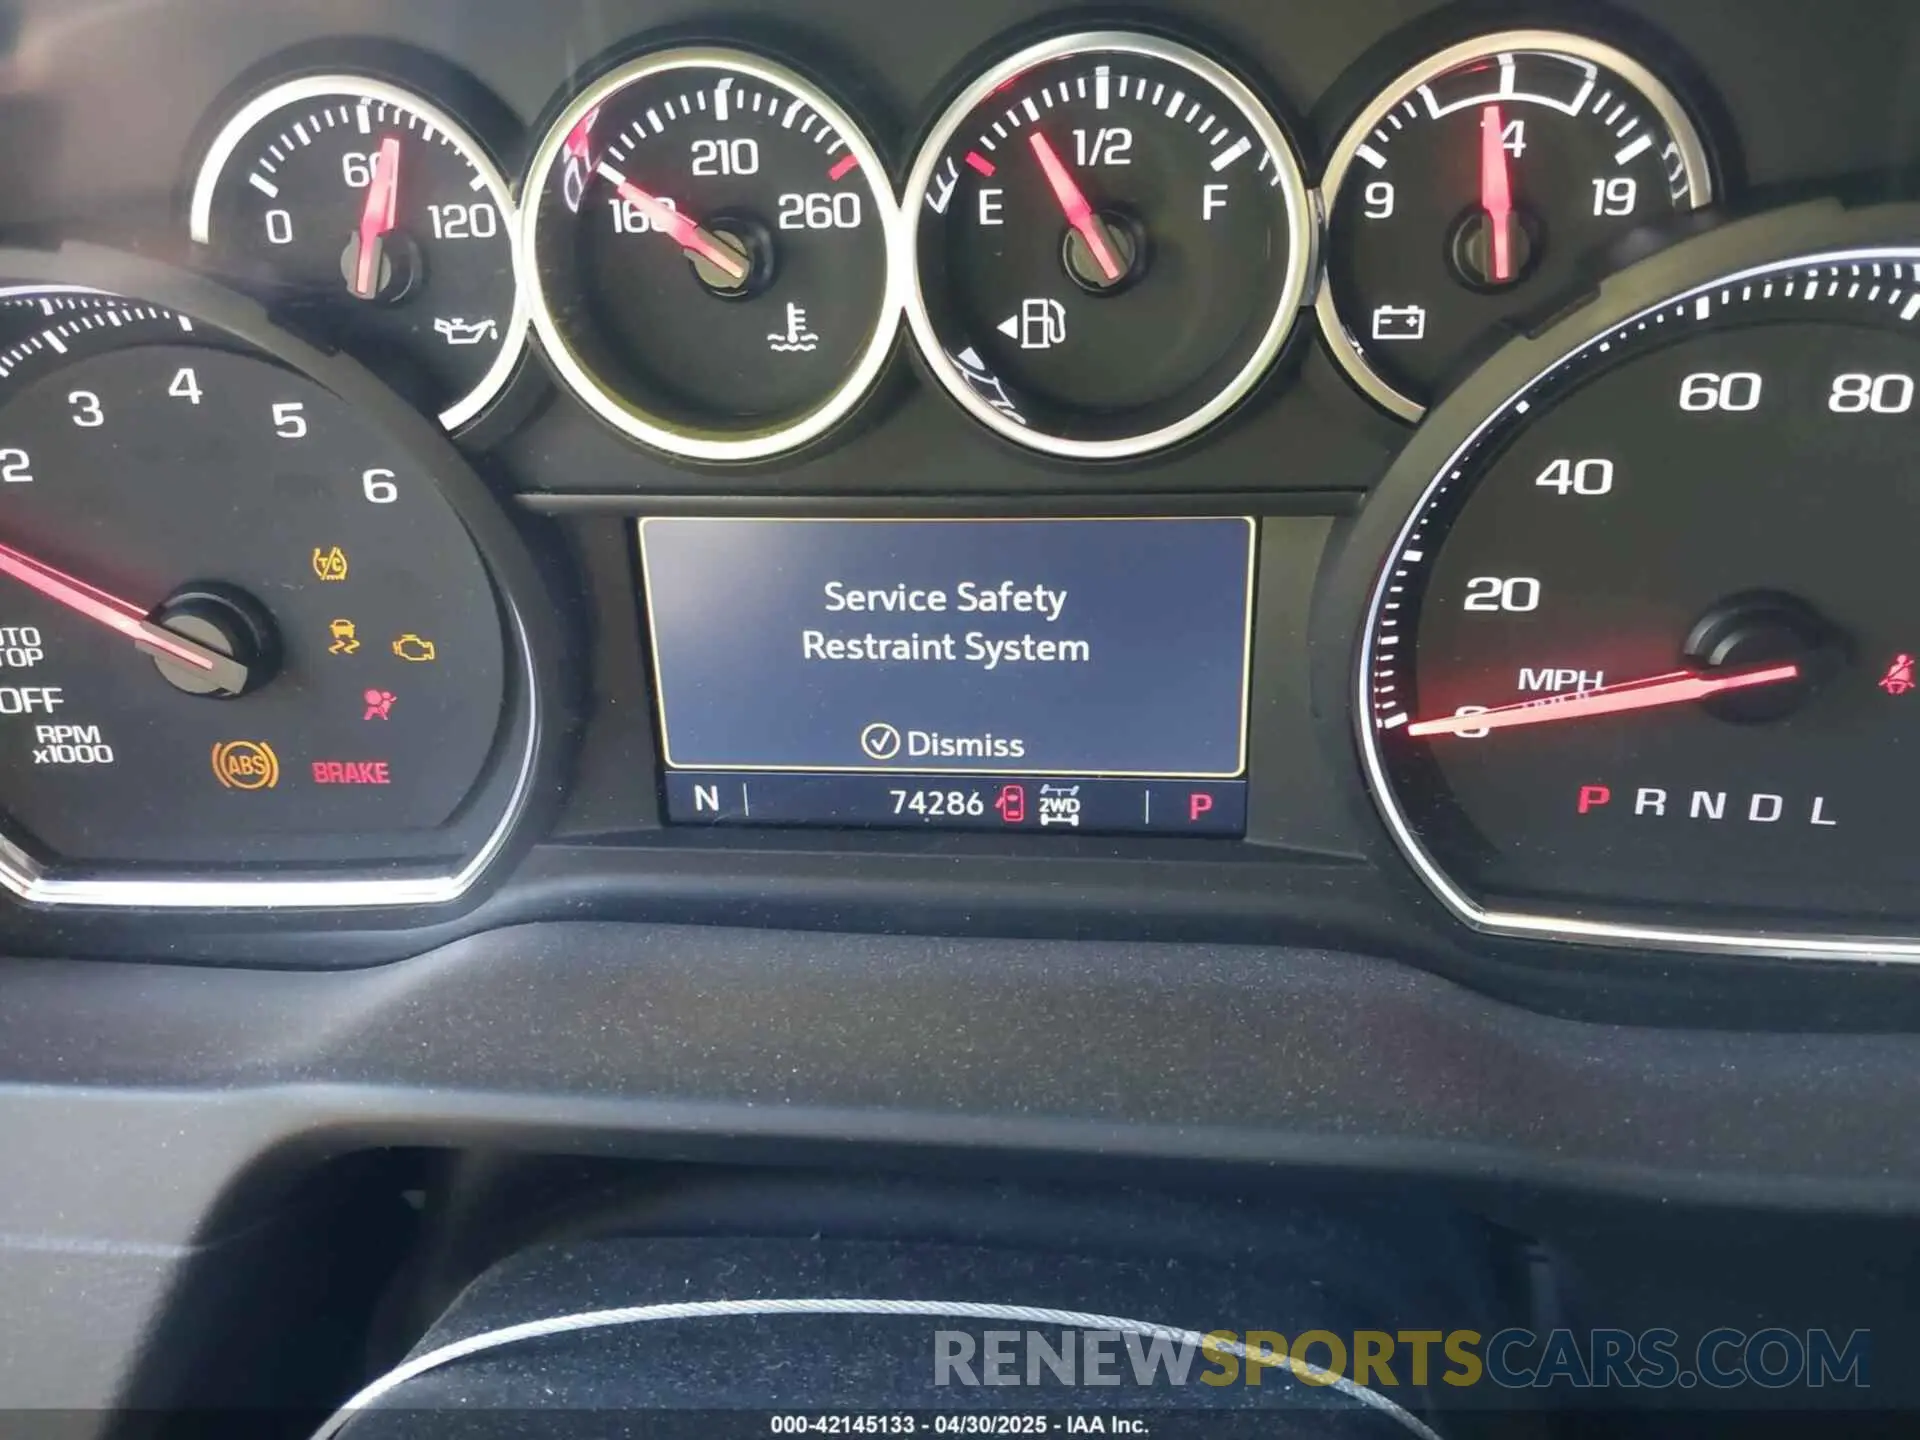 0 60 120
160 210 260
E 1/2 F
9 19
2 3 4 5 6
OFF
RPM
x1000
T/C
ABS
BRAKE
Service Safety
Restraint System
Dismiss
N 74286 2WD P
0 20 40 60 80
MPH
P R N D L
RENEWSPORTSCARS.COM
000-42145133 - 04/30/2025 - IAA Inc.